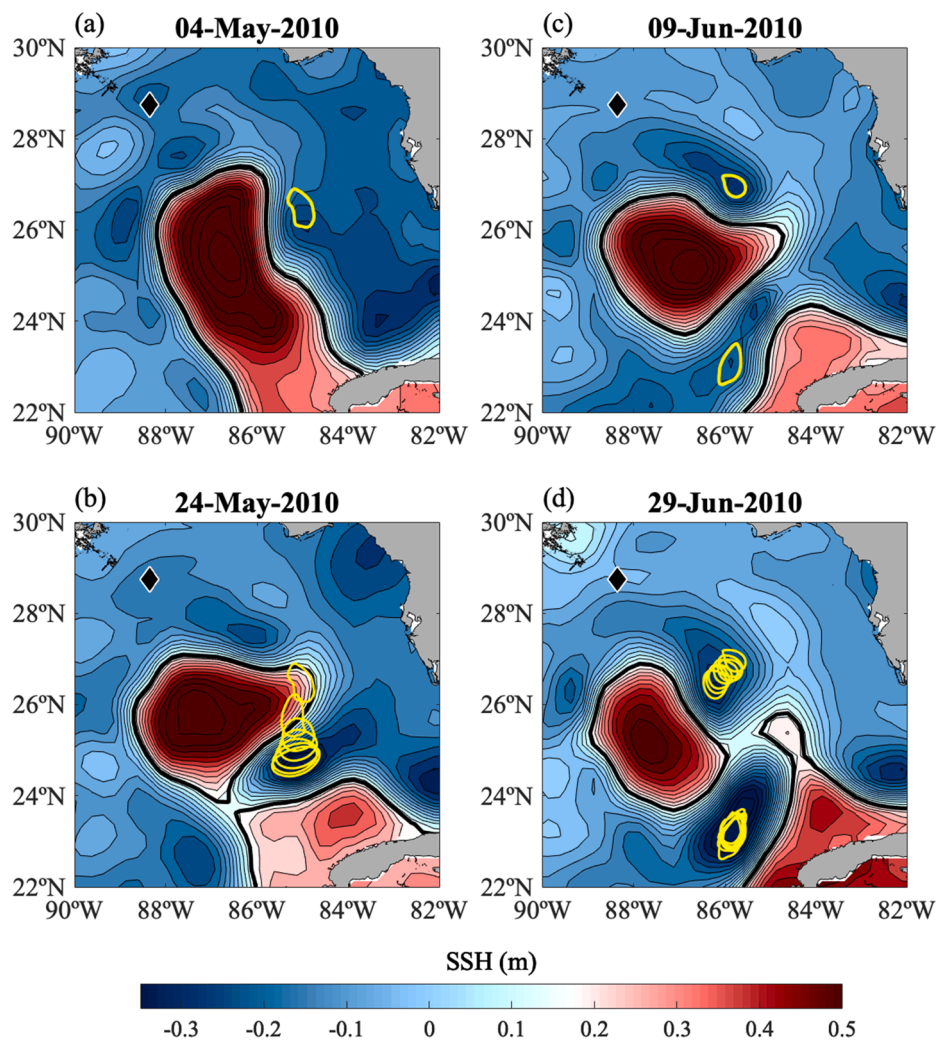 (a) 04-May-2010
30ºN
28ºN
26ºN
24ºN
22ºN
90ºW 88ºW 86ºW 84ºW 82ºW
(c) 09-Jun-2010
30ºN
28ºN
26ºN
24ºN
22ºN
90ºW 88ºW 86ºW 84ºW 82ºW
(b) 24-May-2010
30ºN
28ºN
26ºN
24ºN
22ºN
90ºW 88ºW 86ºW 84ºW 82ºW
(d) 29-Jun-2010
30ºN
28ºN
26ºN
24ºN
22ºN
90ºW 88ºW 86ºW 84ºW 82ºW
SSH (m)
-0.3 -0.2 -0.1 0 0.1 0.2 0.3 0.4 0.5